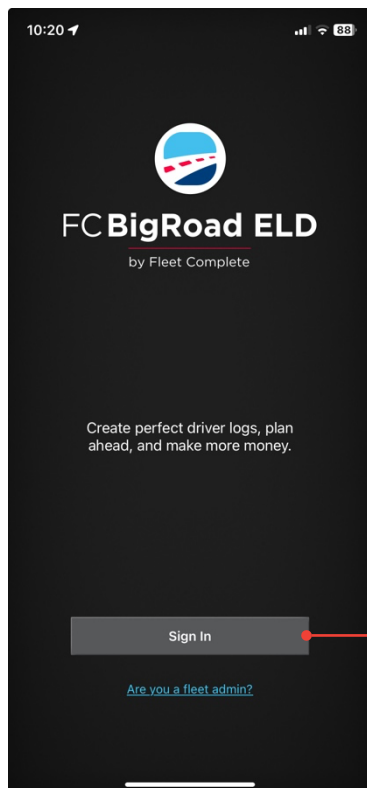 10:20
88
FC BigRoad ELD
by Fleet Complete
Create perfect driver logs, plan
ahead, and make more money.
Sign In
Are you a fleet admin?